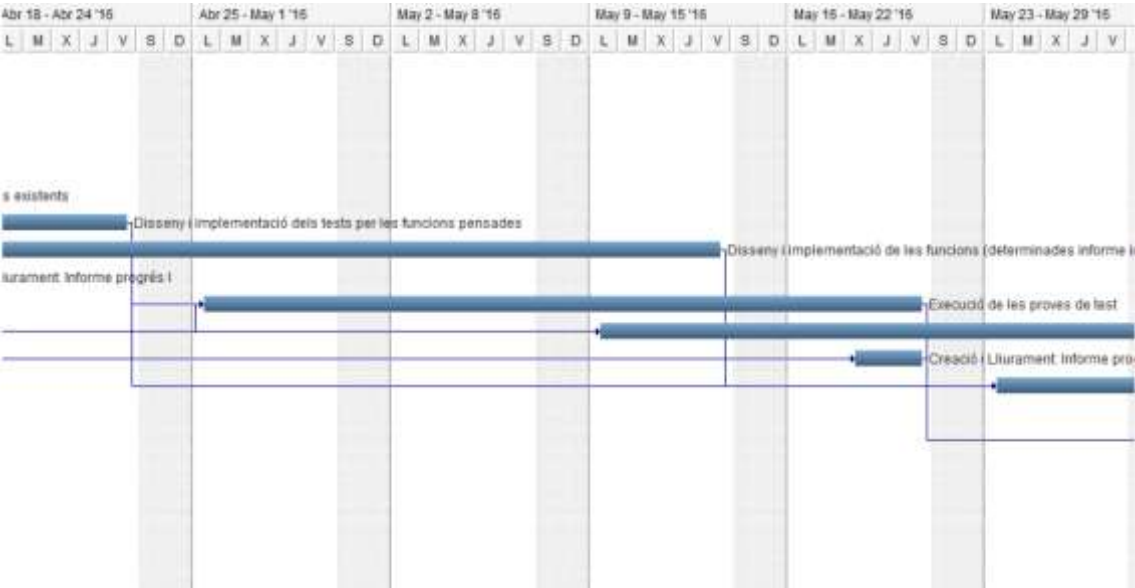 Abr 18 - Abr 24 '16 Abr 25 - May 1 '16 May 2 - May 8 '16 May 9 - May 15 '16 May 16 - May 22 '16 May 23 - May 29 '16
L M X J V S D L M X J V S D L M X J V S D L M X J V S D L M X J V S D L M X J V
s existents
Disseny i implementació dels tests per les funcions pensades
Disseny i implementació de les funcions (determinades informe i
iurament: Informe progrés I
Execució de les proves de test
Creació i Lliurament: Informe pro